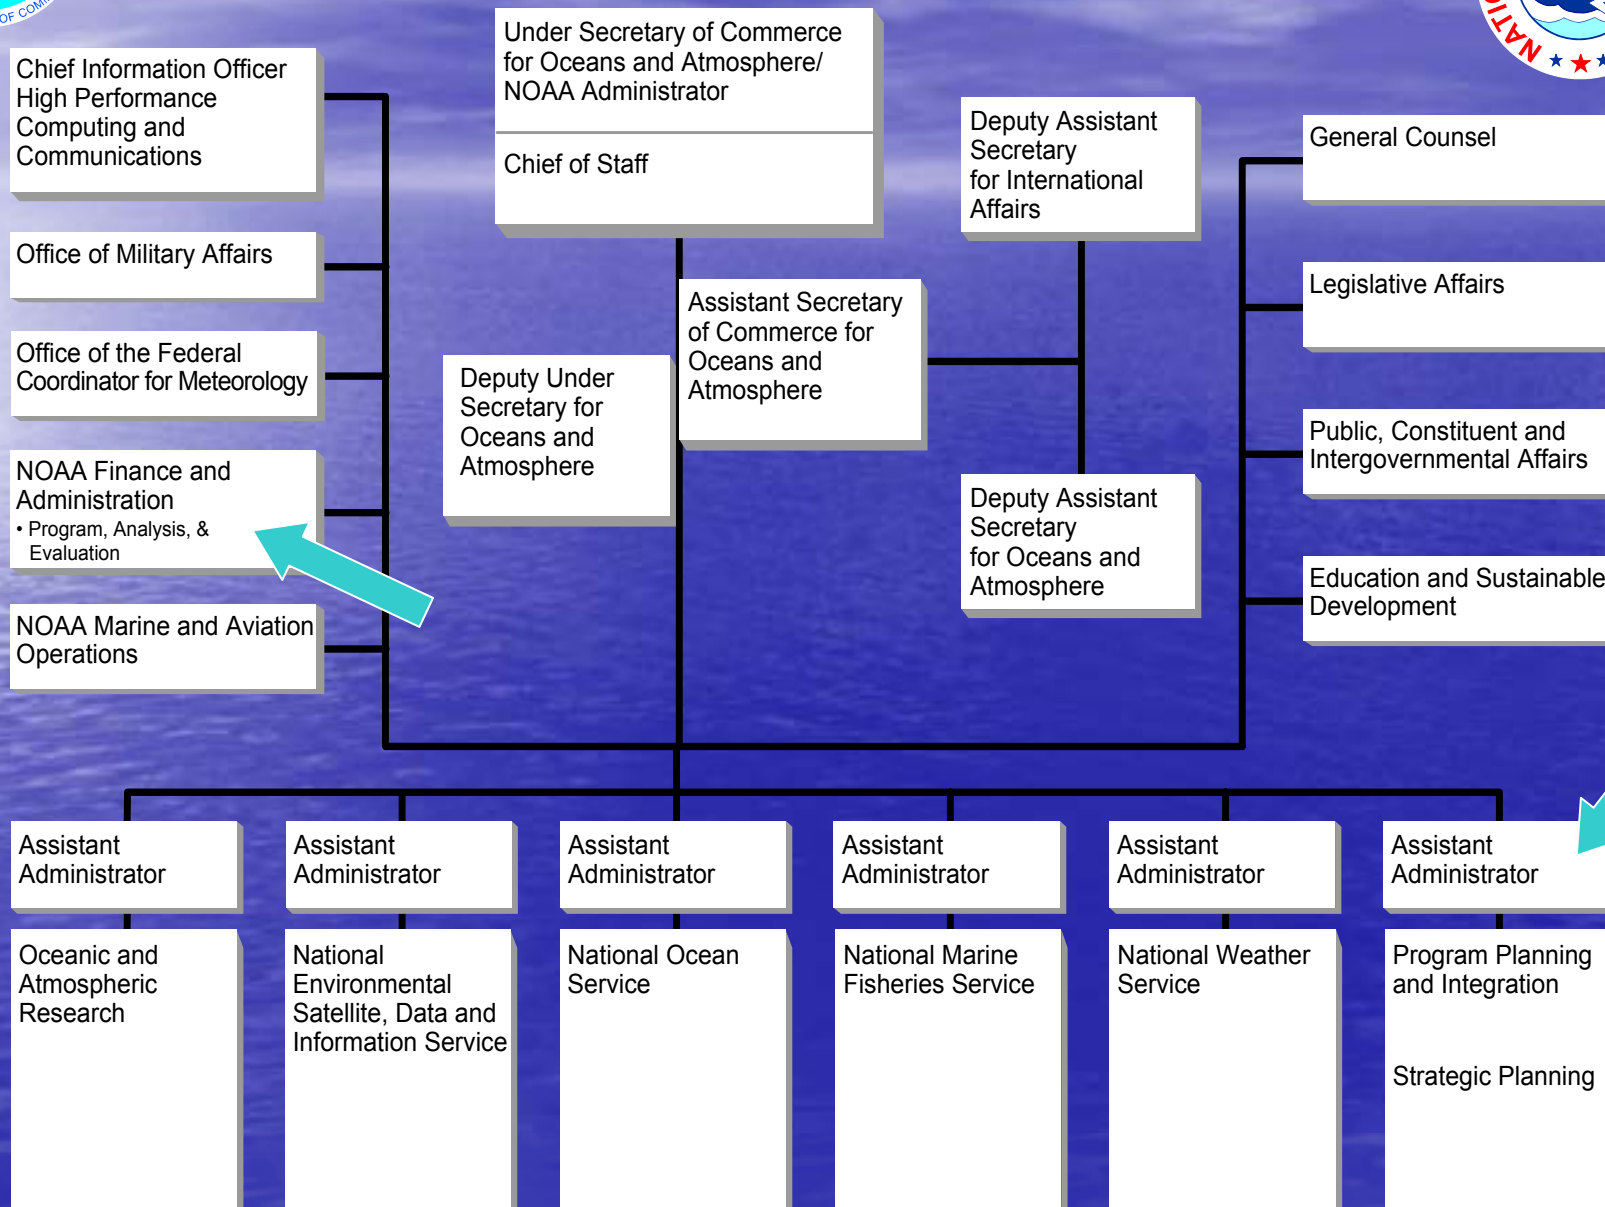 OF COM
NATIO
Under Secretary of Commerce
for Oceans and Atmosphere/
NOAA Administrator
Chief of Staff
Chief Information Officer
High Performance
Computing and
Communications
Office of Military Affairs
Office of the Federal
Coordinator for Meteorology
NOAA Finance and
Administration
• Program, Analysis, &
Evaluation
NOAA Marine and Aviation
Operations
Deputy Under
Secretary for
Oceans and
Atmosphere
Assistant Secretary
of Commerce for
Oceans and
Atmosphere
Deputy Assistant
Secretary
for International
Affairs
Deputy Assistant
Secretary
for Oceans and
Atmosphere
General Counsel
Legislative Affairs
Public, Constituent and
Intergovernmental Affairs
Education and Sustainable
Development
Assistant
Administrator
Oceanic and
Atmospheric
Research
Assistant
Administrator
National
Environmental
Satellite, Data and
Information Service
Assistant
Administrator
National Ocean
Service
Assistant
Administrator
National Marine
Fisheries Service
Assistant
Administrator
National Weather
Service
Assistant
Administrator
Program Planning
and Integration
Strategic Planning